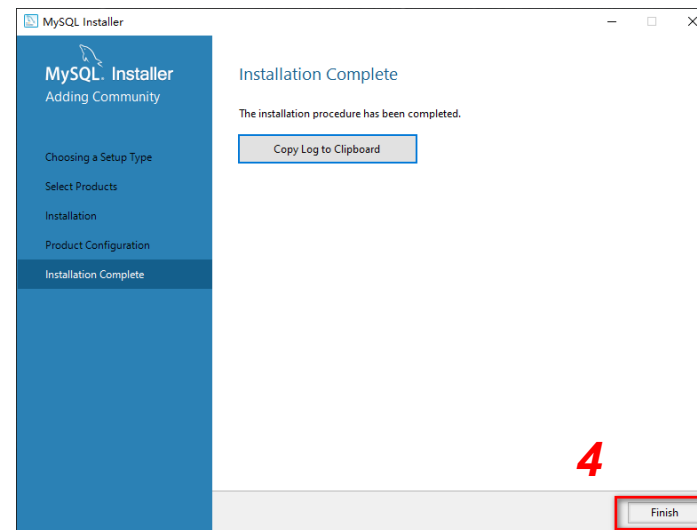 MySQL Installer
MySQL. Installer
Adding Community
Choosing a Setup Type
Select Products
Installation
Product Configuration
Installation Complete
Installation Complete
The installation procedure has been completed.
Copy Log to Clipboard
4
Finish